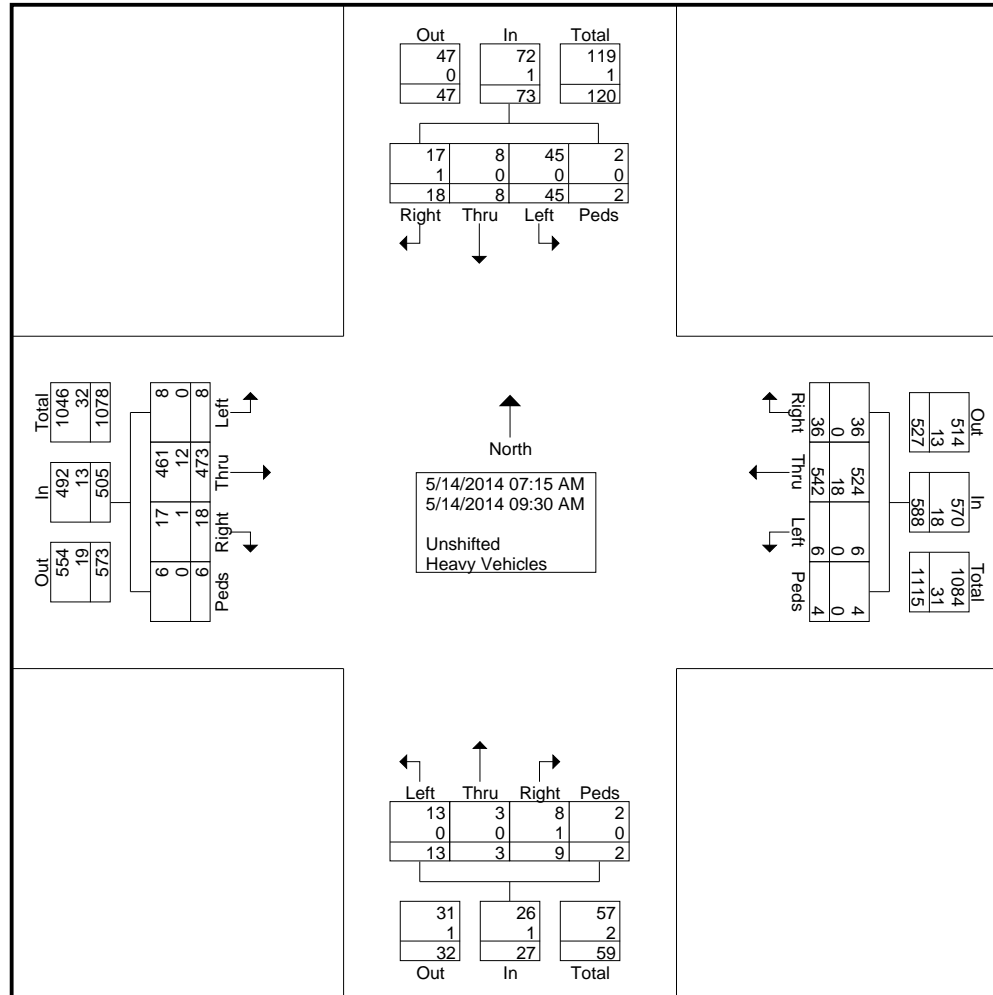 Out In Total
47 72 119
0 1 1
47 73 120
17 8 45 2
1 0 0 0
18 8 45 2
Right Thru Left Peds
Total 1046 32 1078
In 492 13 505
Out 554 19 573
8 0 8 Left
461 12 473 Thru
17 1 18 Right
6 0 6 Peds
North
5/14/2014 07:15 AM
5/14/2014 09:30 AM
Unshifted
Heavy Vehicles
Right 36 0 36
Thru 524 18 542
Left 6 0 6
Peds 4 0 4
Out 514 13 527
In 570 18 588
Total 1084 31 1115
Left Thru Right Peds
13 3 8 2
0 0 1 0
13 3 9 2
31 26 57
1 1 2
32 27 59
Out In Total